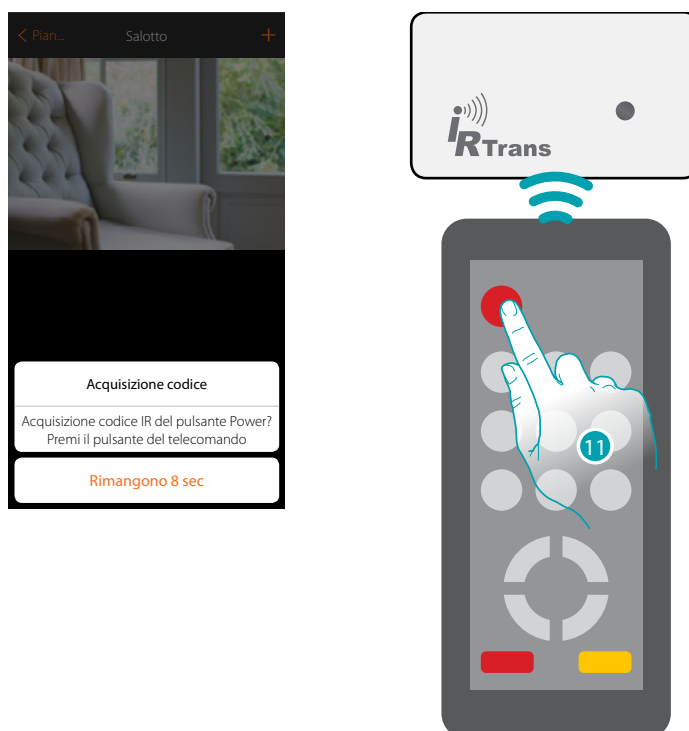 Pian...
Salotto
+
Acquisizione codice
Acquisizione codice IR del pulsante Power?
Premi il pulsante del telecomando
Rimangono 8 sec
IRTrans
11